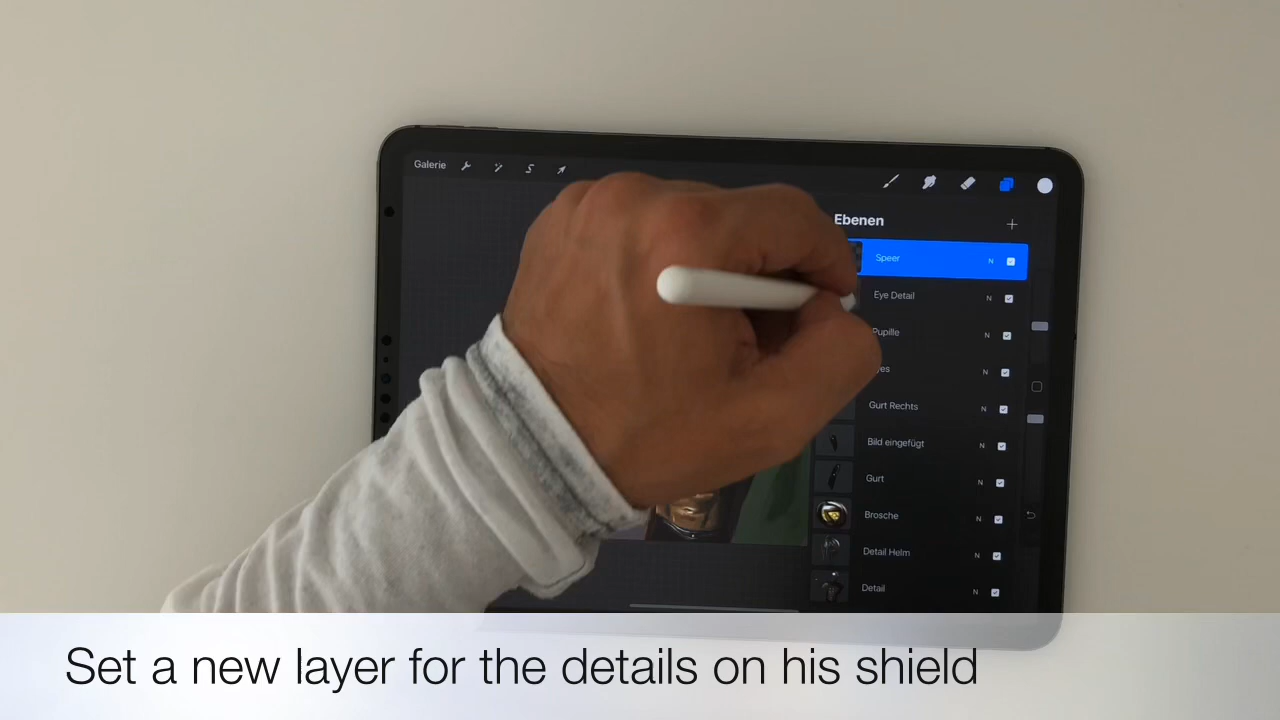 Galerie
Ebenen
Speer N
Eye Detail N
Pupille N
yes N
Gurt Rechts N
Bild eingefügt N
Gurt N
Brosche N
Detail Helm N
Detail N
Set a new layer for the details on his shield